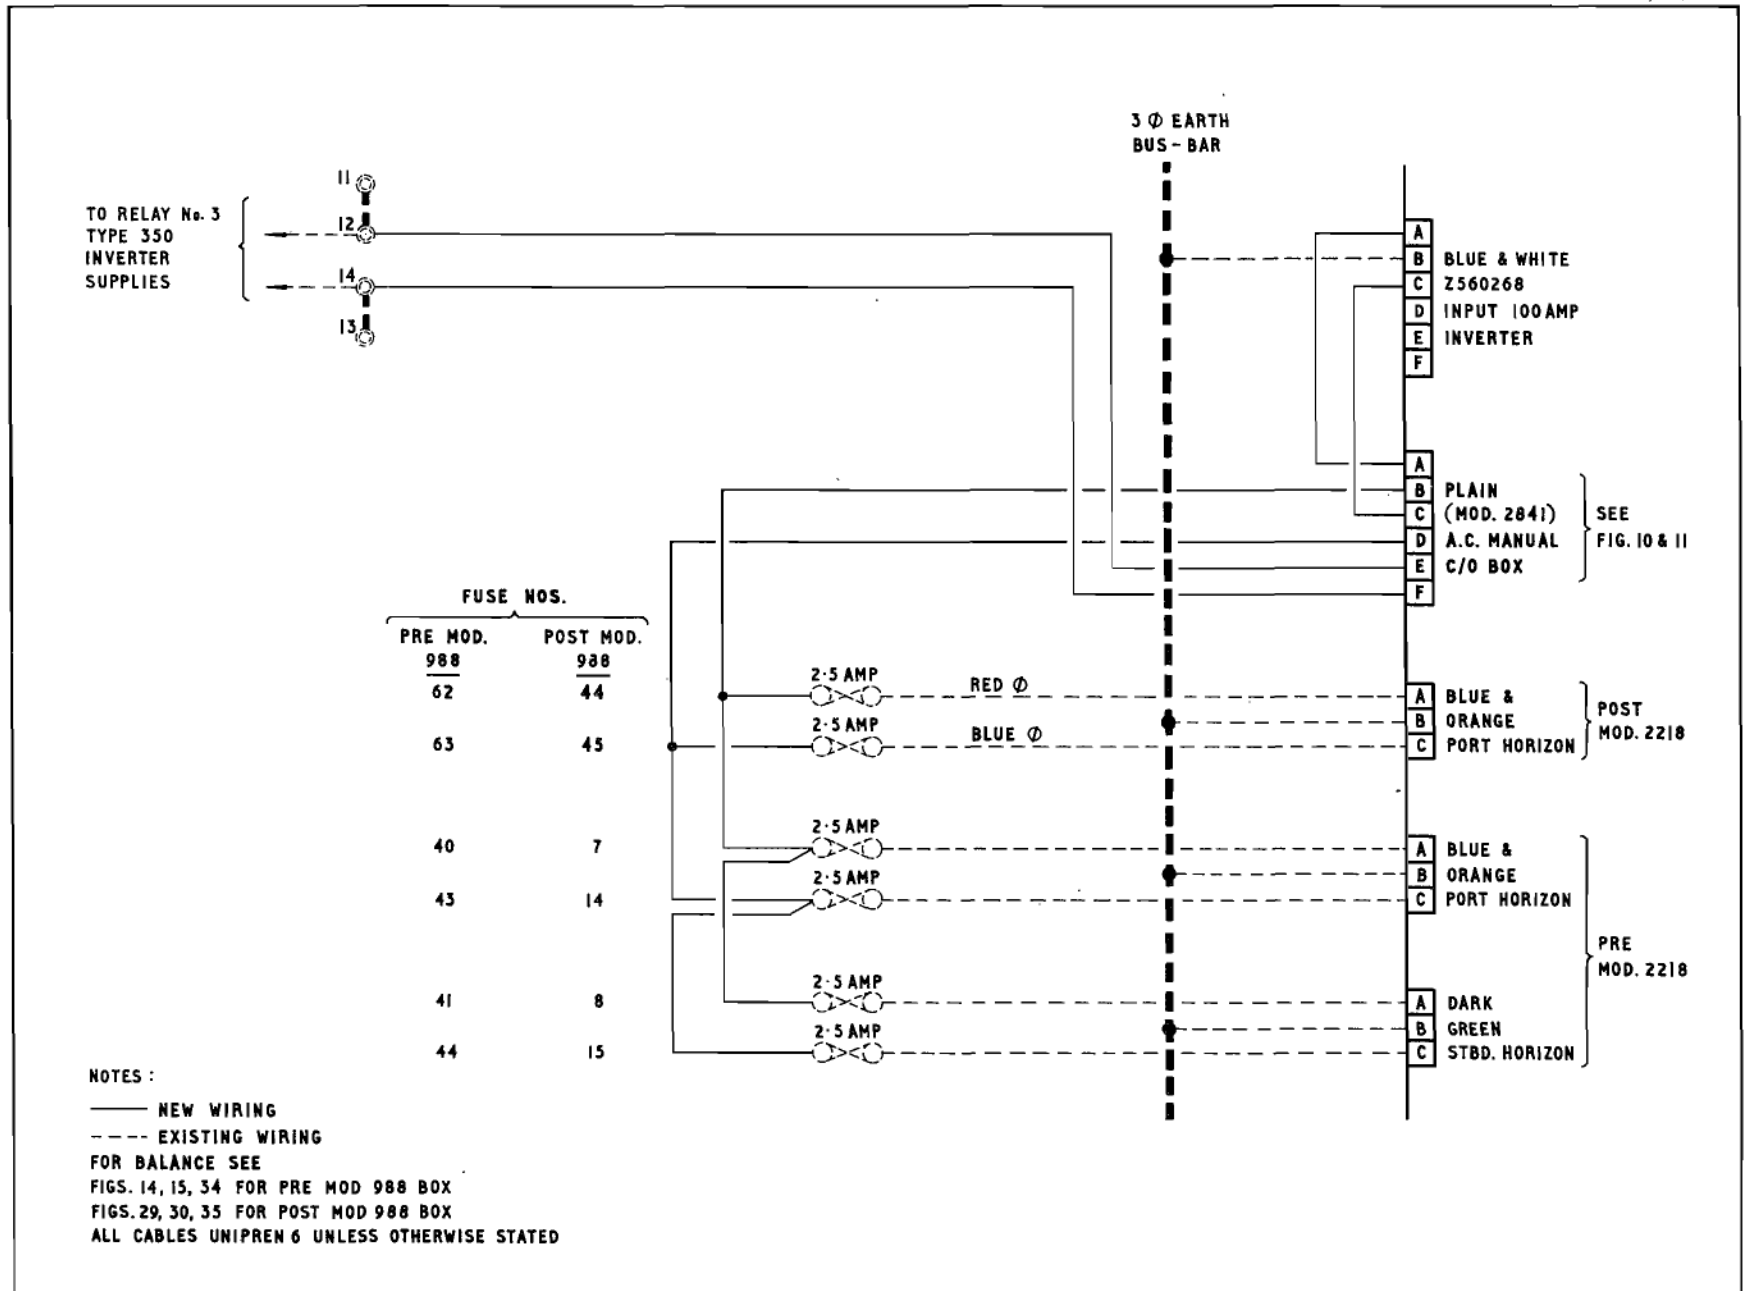 3 Φ EARTH
BUS-BAR
TO RELAY No. 3
TYPE 350
INVERTER
SUPPLIES
11
12
14
13
A
B BLUE & WHITE
C Z560268
D INPUT 100 AMP
E INVERTER
F
A
B PLAIN
C (MOD. 2841)
D A.C. MANUAL
E C/O BOX
F
SEE
FIG. 10 & 11
FUSE NOS.
PRE MOD. POST MOD.
988 988
62 44
63 45
40 7
43 14
41 8
44 15
2·5 AMP
RED Φ
2·5 AMP
BLUE Φ
2·5 AMP
2·5 AMP
2·5 AMP
2·5 AMP
A BLUE &
B ORANGE
C PORT HORIZON
POST
MOD. 2218
A BLUE &
B ORANGE
C PORT HORIZON
A DARK
B GREEN
C STBD. HORIZON
PRE
MOD. 2218
NOTES :
NEW WIRING
EXISTING WIRING
FOR BALANCE SEE
FIGS. 14, 15, 34 FOR PRE MOD 988 BOX
FIGS. 29, 30, 35 FOR POST MOD 988 BOX
ALL CABLES UNIPREN 6 UNLESS OTHERWISE STATED